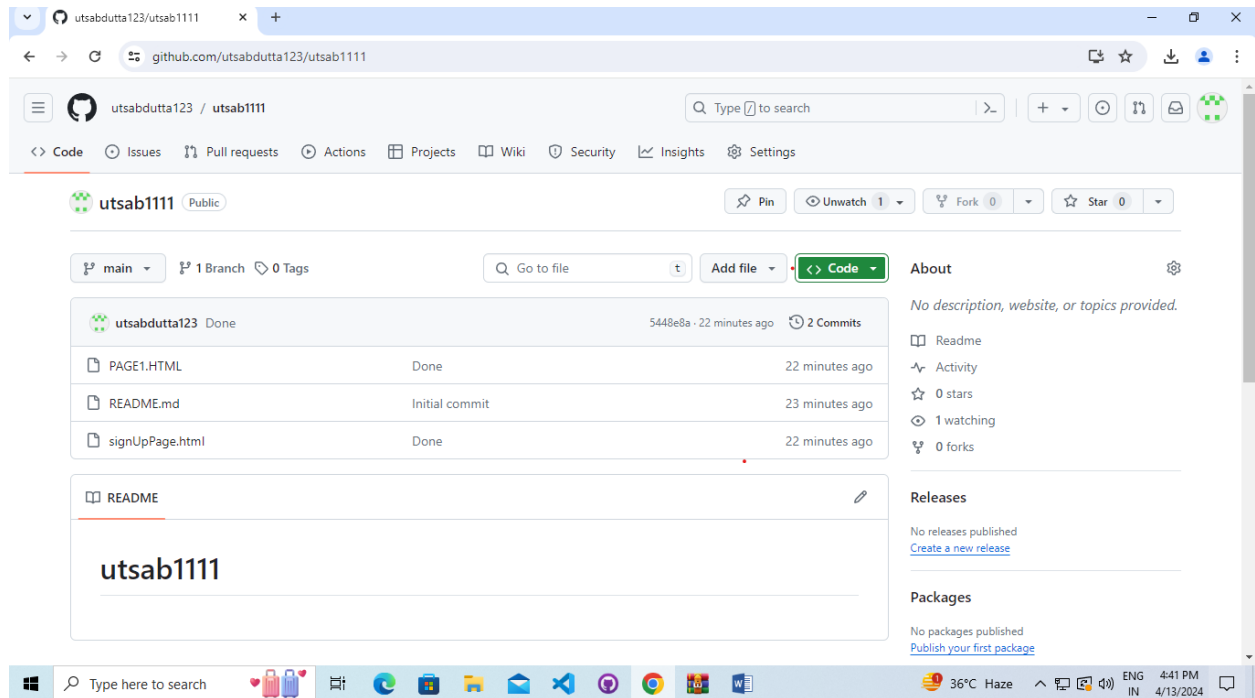 utsabdutta123/utsab1111
github.com/utsabdutta123/utsab1111
utsabdutta123 / utsab1111
Type / to search
Code Issues Pull requests Actions Projects Wiki Security Insights Settings
utsab1111 Public
Pin Unwatch 1 Fork 0 Star 0
main 1 Branch 0 Tags Go to file t Add file Code
utsabdutta123 Done 5448e8a · 22 minutes ago 2 Commits
PAGE1.HTML Done 22 minutes ago
README.md Initial commit 23 minutes ago
signUpPage.html Done 22 minutes ago
README
utsab1111
About
No description, website, or topics provided.
Readme
Activity
0 stars
1 watching
0 forks
Releases
No releases published
Create a new release
Packages
No packages published
Publish your first package
Type here to search 36°C Haze ENG 4:41 PM
IN 4/13/2024